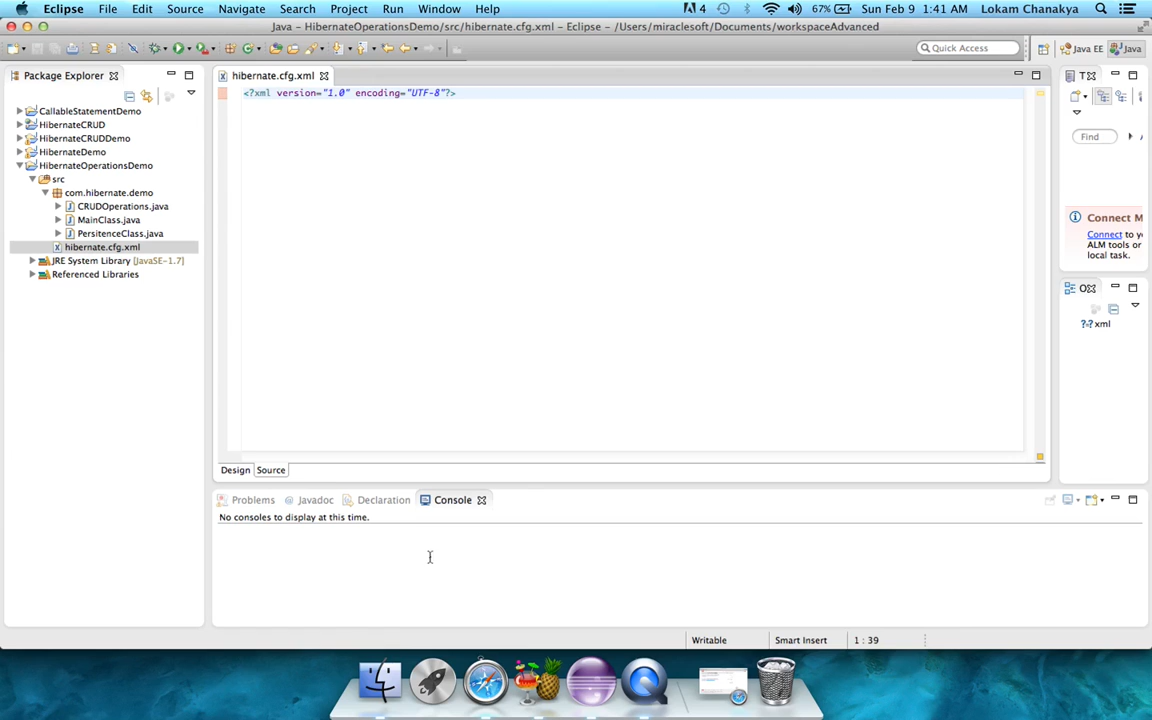 Eclipse File Edit Source Navigate Search Project Run Window Help 4 67% Sun Feb 9 1:41 AM Lokam Chanakya
Java – HibernateOperationsDemo/src/hibernate.cfg.xml – Eclipse – /Users/miraclesoft/Documents/workspaceAdvanced
Quick Access Java EE Java
Package Explorer
CallableStatementDemo
HibernateCRUD
HibernateCRUDDemo
HibernateDemo
HibernateOperationsDemo
src
com.hibernate.demo
CRUDOperations.java
MainClass.java
PersitenceClass.java
hibernate.cfg.xml
JRE System Library [JavaSE-1.7]
Referenced Libraries
hibernate.cfg.xml
<?xml version="1.0" encoding="UTF-8"?>
Design Source
Problems Javadoc Declaration Console
No consoles to display at this time.
T
Find
Connect M
Connect to y
ALM tools or
local task.
O
xml
Writable Smart Insert 1 : 39